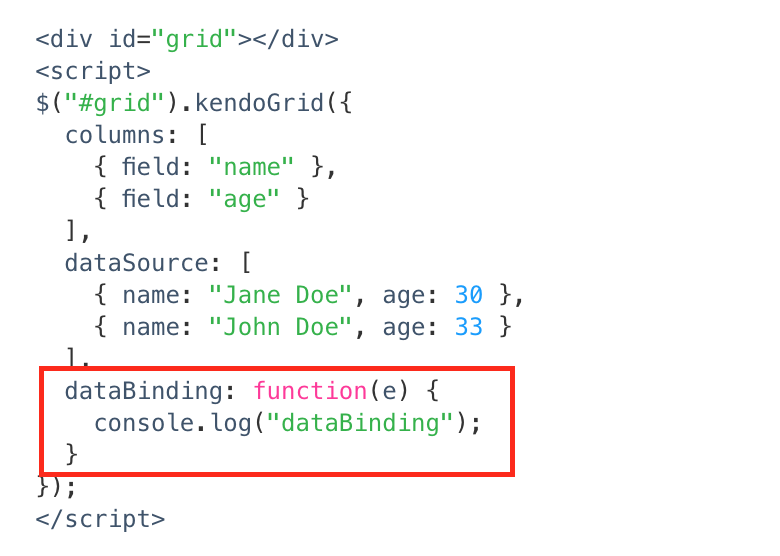 <div id="grid"></div>
<script>
$("#grid").kendoGrid({
  columns: [
    { field: "name" },
    { field: "age" }
  ],
  dataSource: [
    { name: "Jane Doe", age: 30 },
    { name: "John Doe", age: 33 }
  ],
  dataBinding: function(e) {
    console.log("dataBinding");
  }
});
</script>